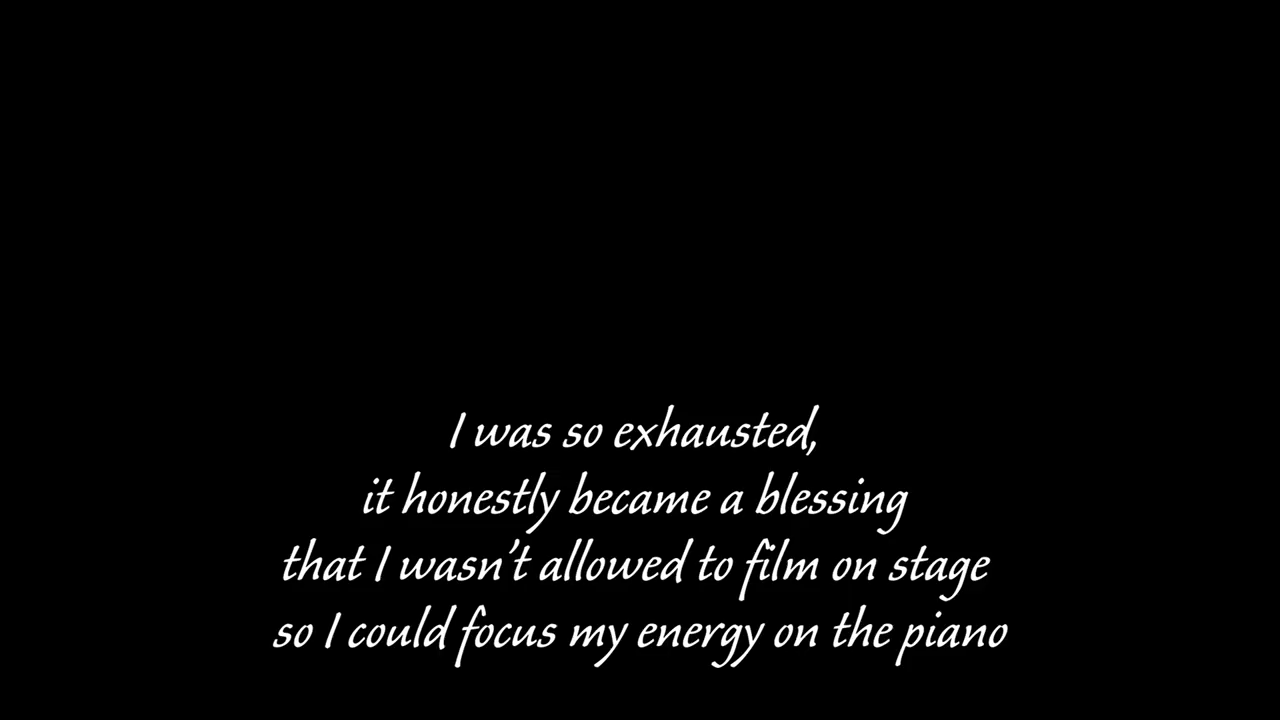 I was so exhausted,
it honestly became a blessing
that I wasn't allowed to film on stage
so I could focus my energy on the piano